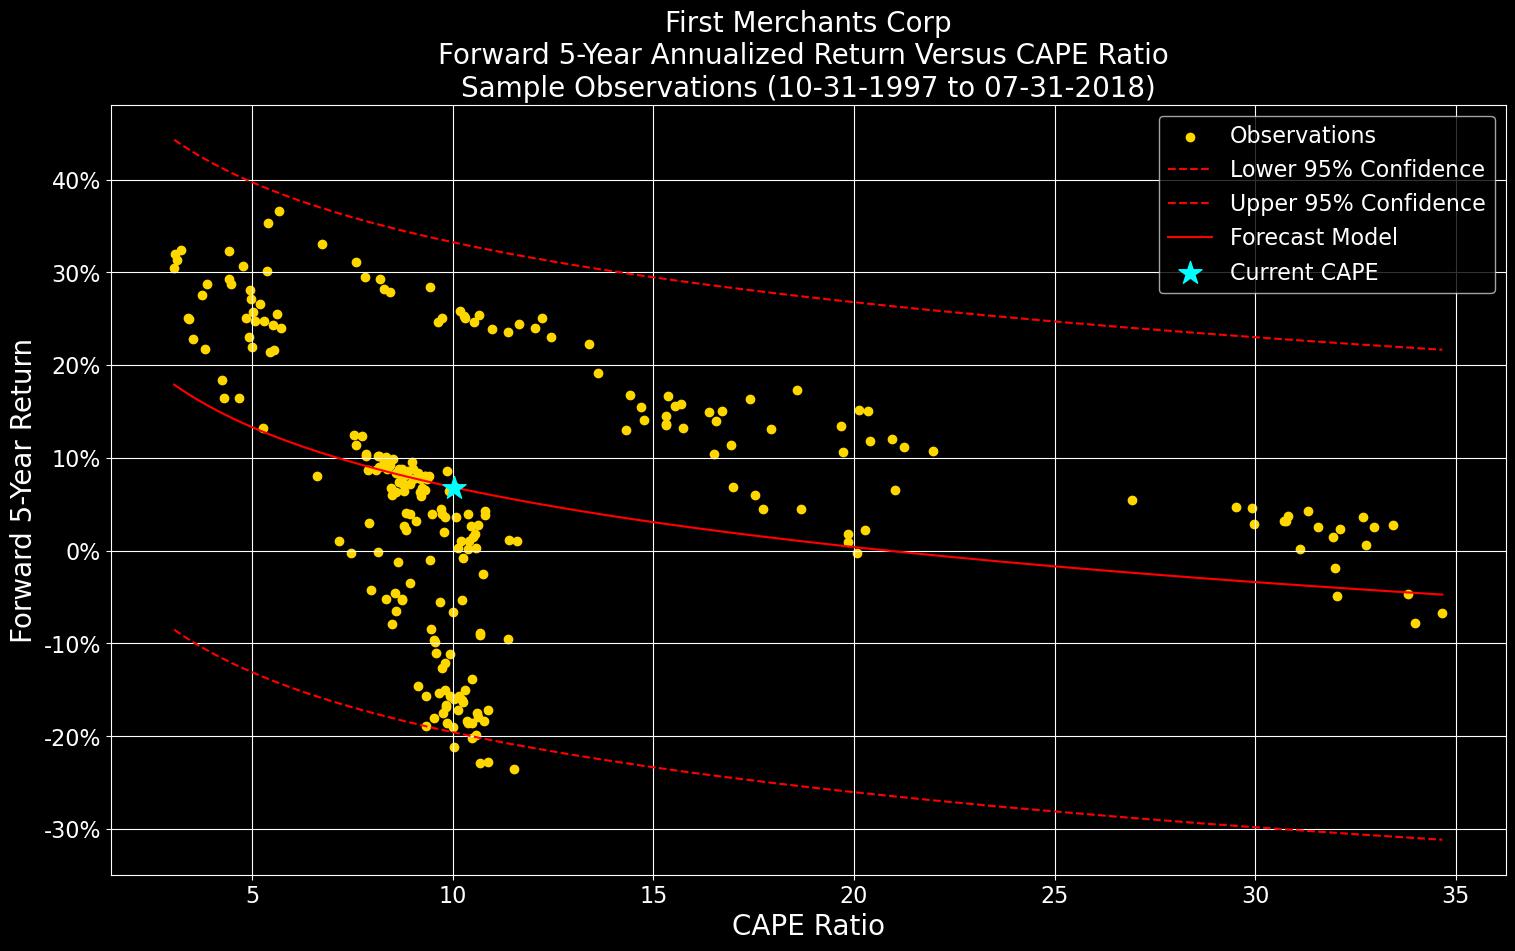 First Merchants Corp
Forward 5-Year Annualized Return Versus CAPE Ratio
Sample Observations (10-31-1997 to 07-31-2018)
Observations
Lower 95% Confidence
Upper 95% Confidence
Forecast Model
Current CAPE
Forward 5-Year Return
40%
30%
20%
10%
0%
-10%
-20%
-30%
5 10 15 20 25 30 35
CAPE Ratio